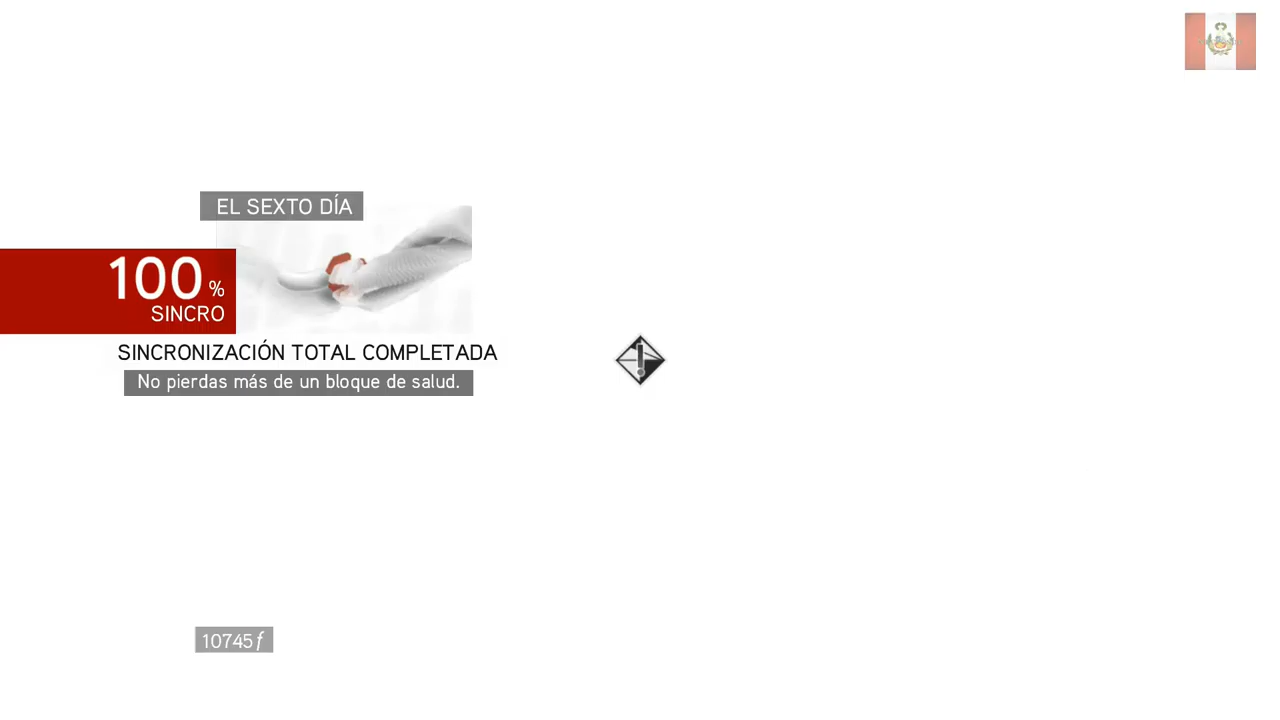 EL SEXTO DÍA
100 %
SINCRO
SINCRONIZACIÓN TOTAL COMPLETADA
No pierdas más de un bloque de salud.
10745 ƒ